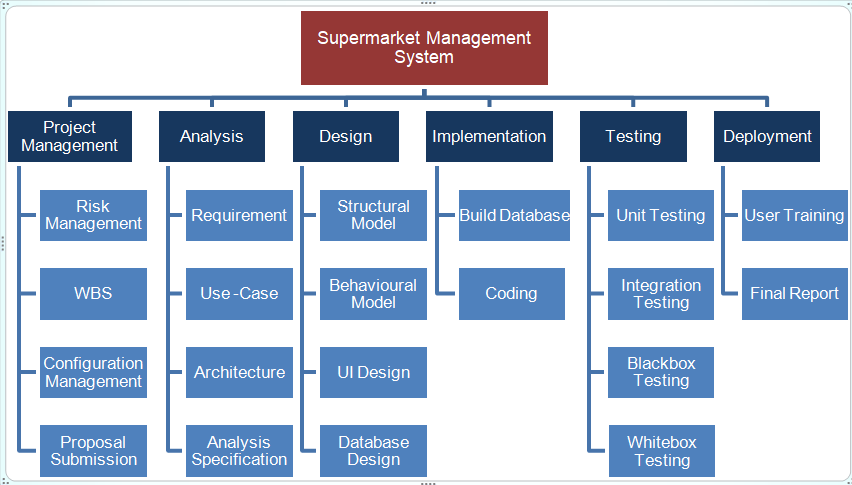 Supermarket Management
System
Project
Management
Analysis
Design
Implementation
Testing
Deployment
Risk
Management
WBS
Configuration
Management
Proposal
Submission
Requirement
Use-Case
Architecture
Analysis
Specification
Structural
Model
Behavioural
Model
UI Design
Database
Design
Build Database
Coding
Unit Testing
Integration
Testing
Blackbox
Testing
Whitebox
Testing
User Training
Final Report